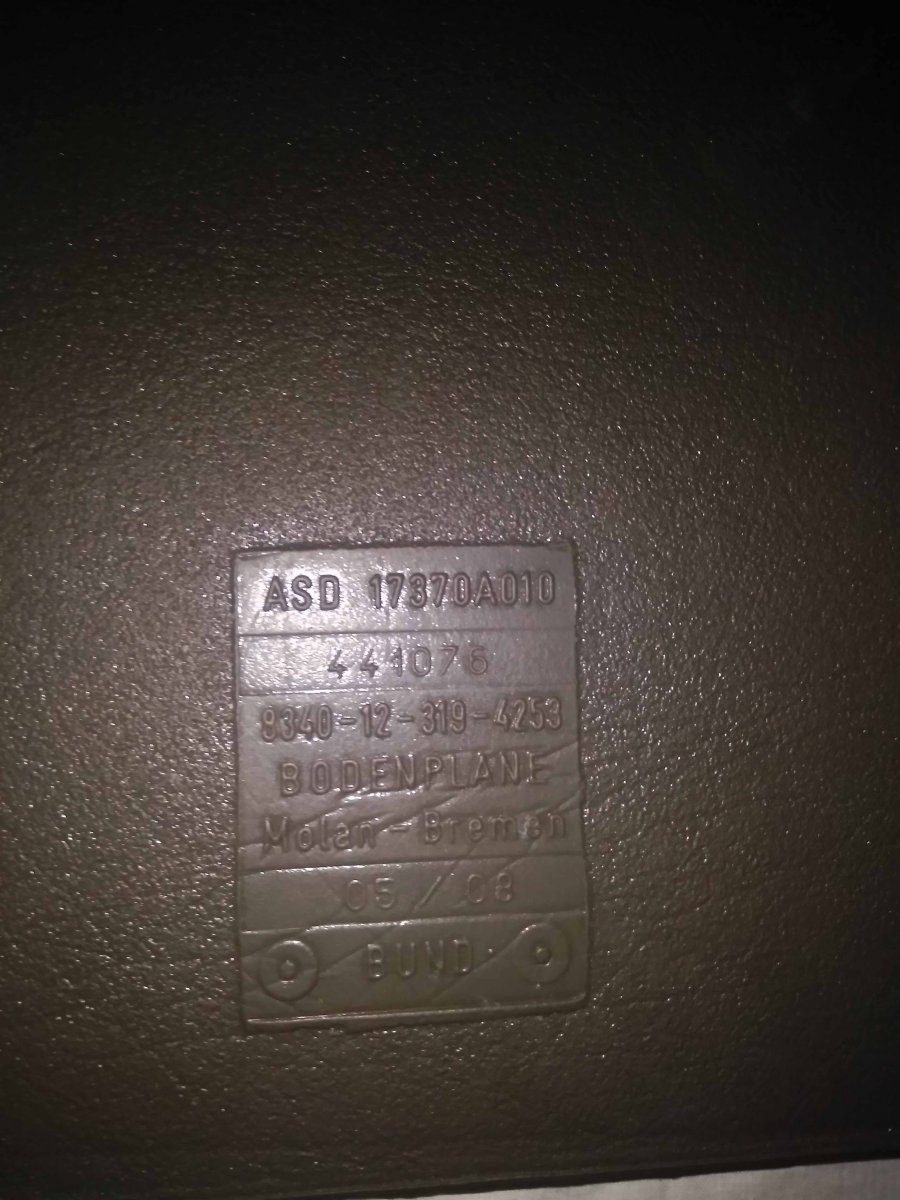 ASD 17370A010
441076
8340-12-319-4253
BODENPLANE
Molan-Bremen
05/08
BUND